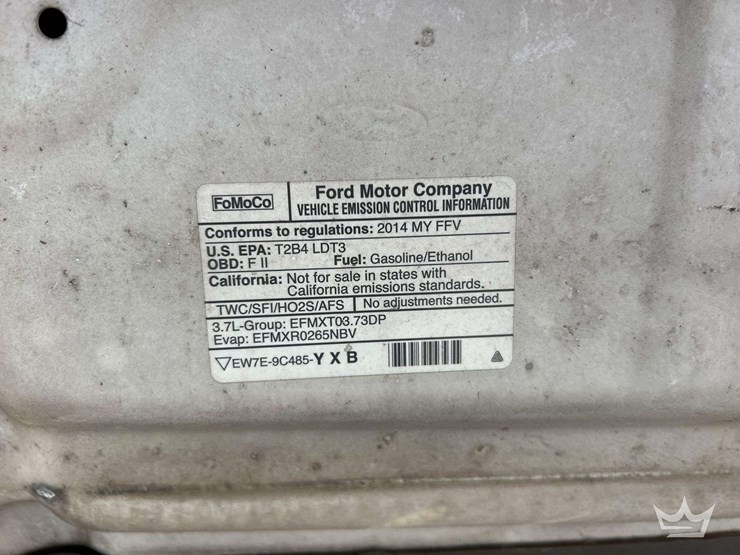 FoMoCo
Ford Motor Company
VEHICLE EMISSION CONTROL INFORMATION
Conforms to regulations: 2014 MY FFV
U.S. EPA: T2B4 LDT3
OBD: F II Fuel: Gasoline/Ethanol
California: Not for sale in states with
California emissions standards.
TWC/SFI/HO2S/AFS No adjustments needed.
3.7L-Group: EFMXT03.73DP
Evap: EFMXR0265NBV
EW7E-9C485-Y X B